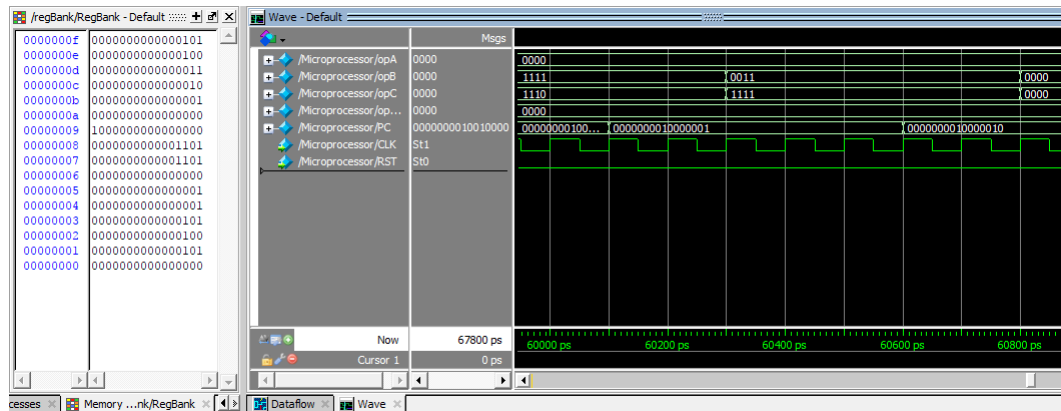 /regBank/RegBank - Default
0000000f 0000000000000101
0000000e 0000000000000100
0000000d 0000000000000011
0000000c 0000000000000010
0000000b 0000000000000001
0000000a 0000000000000000
00000009 1000000000000000
00000008 0000000000001101
00000007 0000000000001101
00000006 0000000000000000
00000005 0000000000000001
00000004 0000000000000001
00000003 0000000000000101
00000002 0000000000000100
00000001 0000000000000101
00000000 0000000000000000
cesses
Memory ...nk/RegBank
Wave - Default
Msgs
/Microprocessor/opA 0000 0000
/Microprocessor/opB 0000 1111 0011 0000
/Microprocessor/opC 0000 1110 1111 0000
/Microprocessor/op... 0000 0000
/Microprocessor/PC 0000000010010000 00000000100... 0000000010000001 0000000010000010
/Microprocessor/CLK St1
/Microprocessor/RST St0
Now 67800 ps
60000 ps 60200 ps 60400 ps 60600 ps 60800 ps
Cursor 1 0 ps
Dataflow
Wave